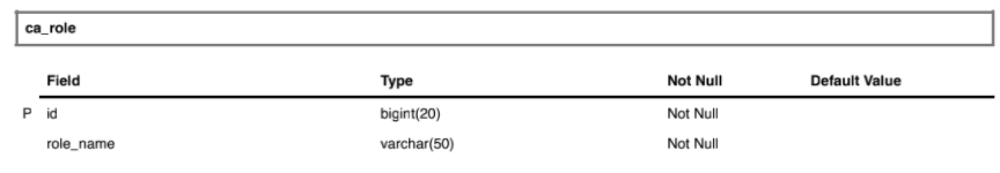 ca_role
Field Type Not Null Default Value
P id bigint(20) Not Null
role_name varchar(50) Not Null